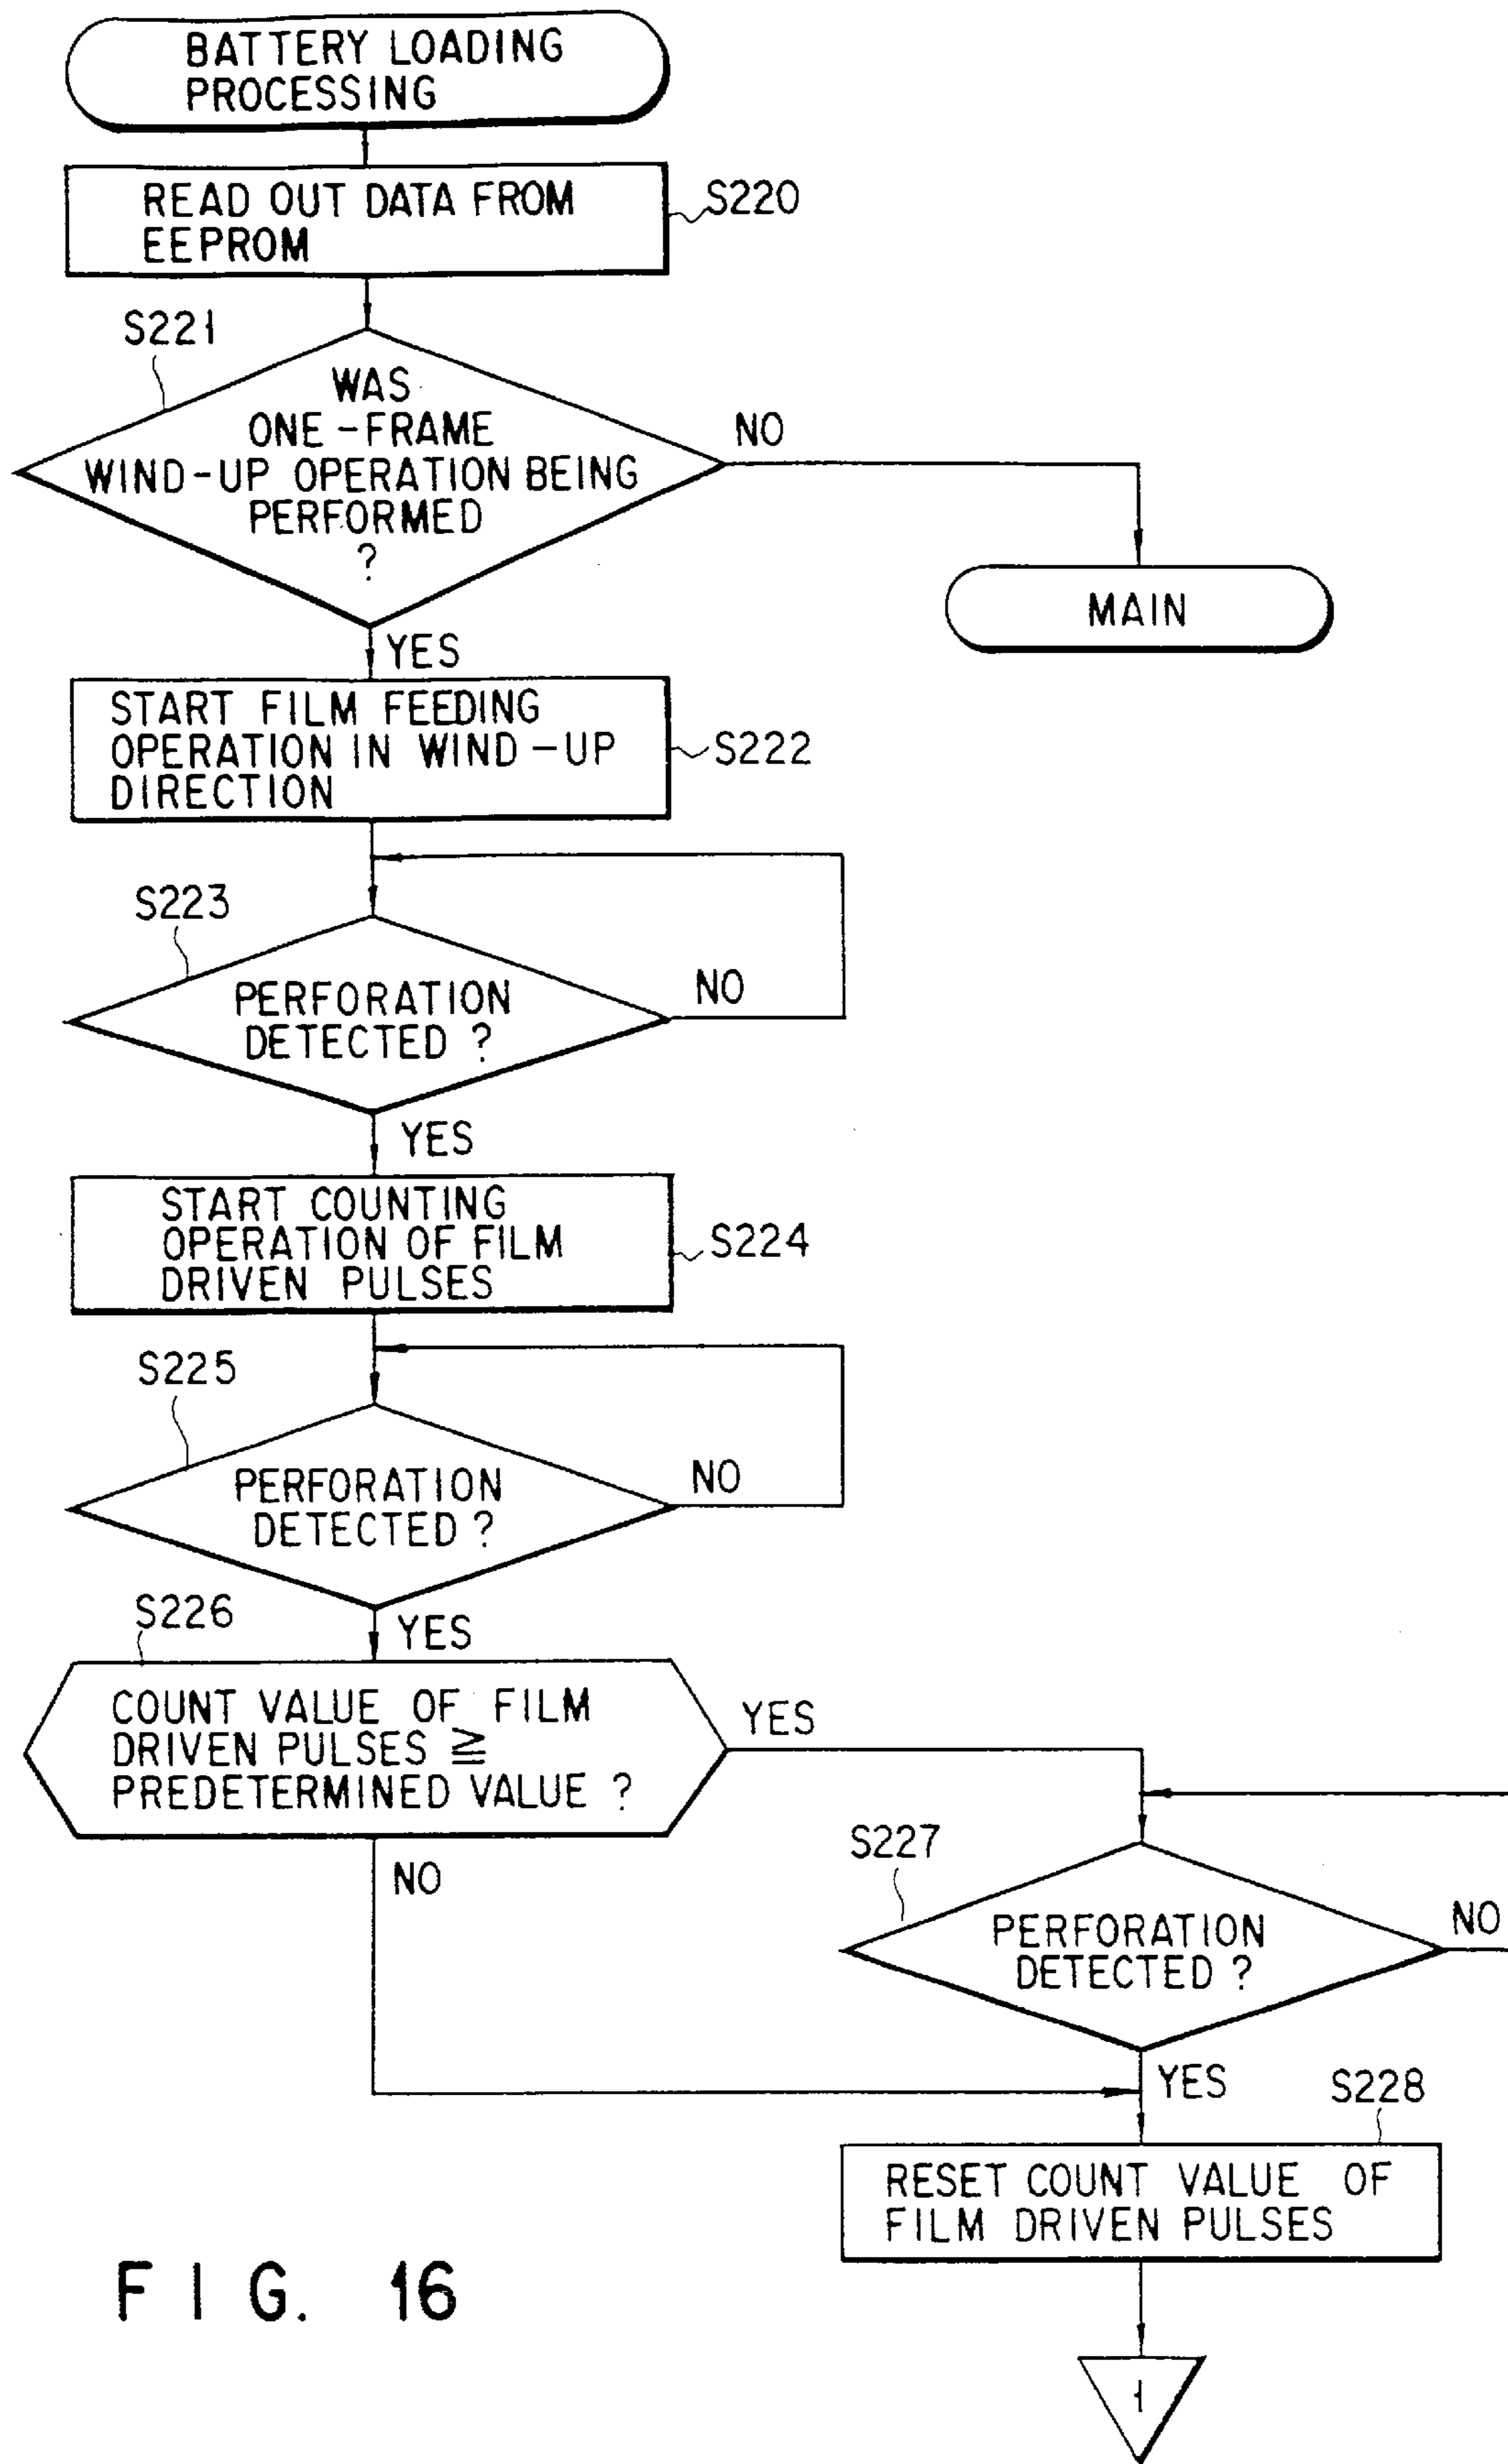 BATTERY LOADING
PROCESSING
READ OUT DATA FROM
EEPROM
S220
S221
WAS
ONE-FRAME
WIND-UP OPERATION BEING
PERFORMED
?
NO
MAIN
YES
START FILM FEEDING
OPERATION IN WIND-UP
DIRECTION
S222
S223
PERFORATION
DETECTED ?
NO
YES
START COUNTING
OPERATION OF FILM
DRIVEN PULSES
S224
S225
PERFORATION
DETECTED ?
NO
YES
S226
COUNT VALUE OF FILM
DRIVEN PULSES ≧
PREDETERMINED VALUE ?
YES
NO
S227
PERFORATION
DETECTED ?
NO
YES
S228
RESET COUNT VALUE OF
FILM DRIVEN PULSES
1
FIG. 16